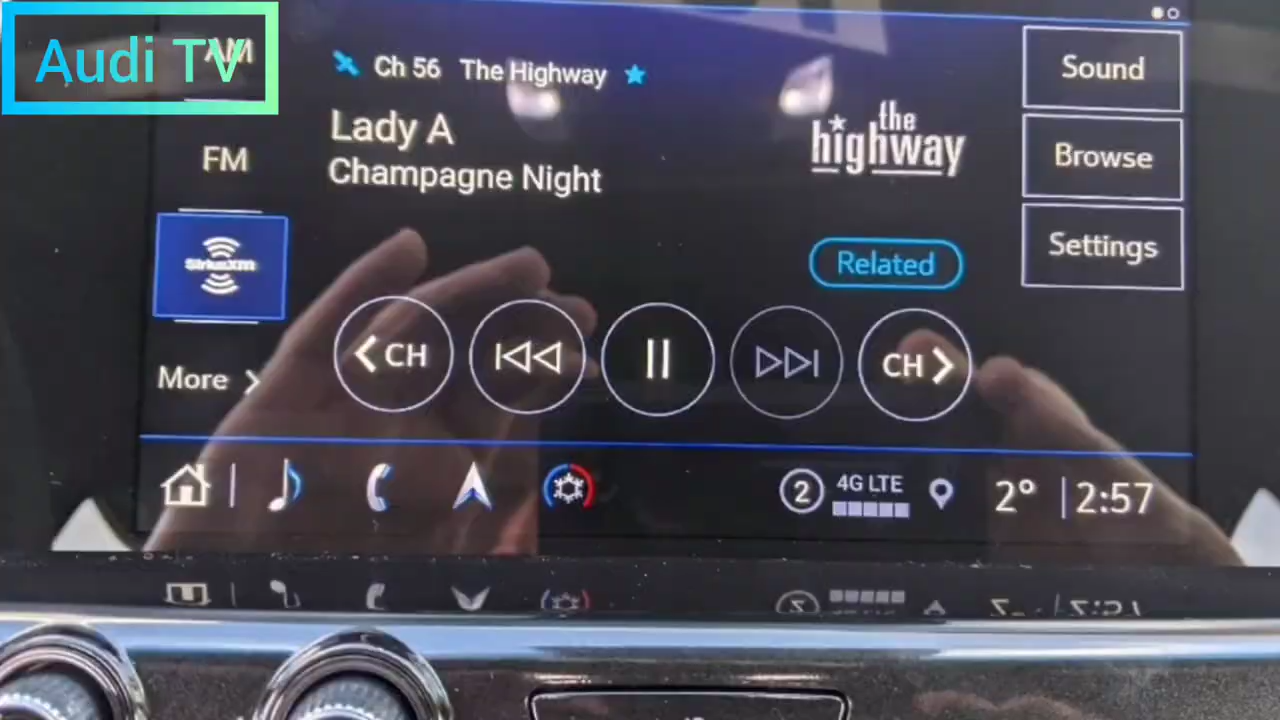 Audi TV
AM
Ch 56 The Highway
Sound
Lady A
the
highway
Champagne Night
FM
Browse
SiriusXM
Related
Settings
CH
CH
More
2
4G LTE
2°
2:57